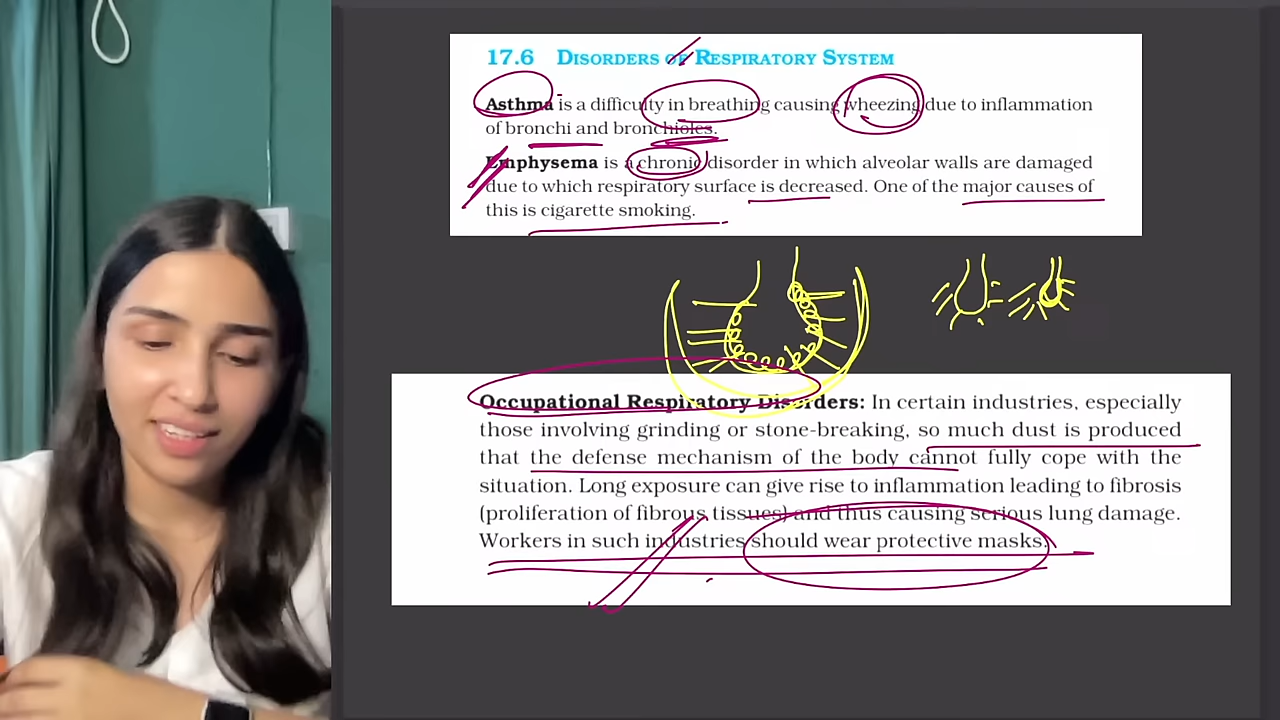 17.6 DISORDERS OF RESPIRATORY SYSTEM
Asthma is a difficulty in breathing causing wheezing due to inflammation
of bronchi and bronchioles.
Emphysema is a chronic disorder in which alveolar walls are damaged
due to which respiratory surface is decreased. One of the major causes of
this is cigarette smoking.
Occupational Respiratory Disorders: In certain industries, especially
those involving grinding or stone-breaking, so much dust is produced
that the defense mechanism of the body cannot fully cope with the
situation. Long exposure can give rise to inflammation leading to fibrosis
(proliferation of fibrous tissues) and thus causing serious lung damage.
Workers in such industries should wear protective masks.